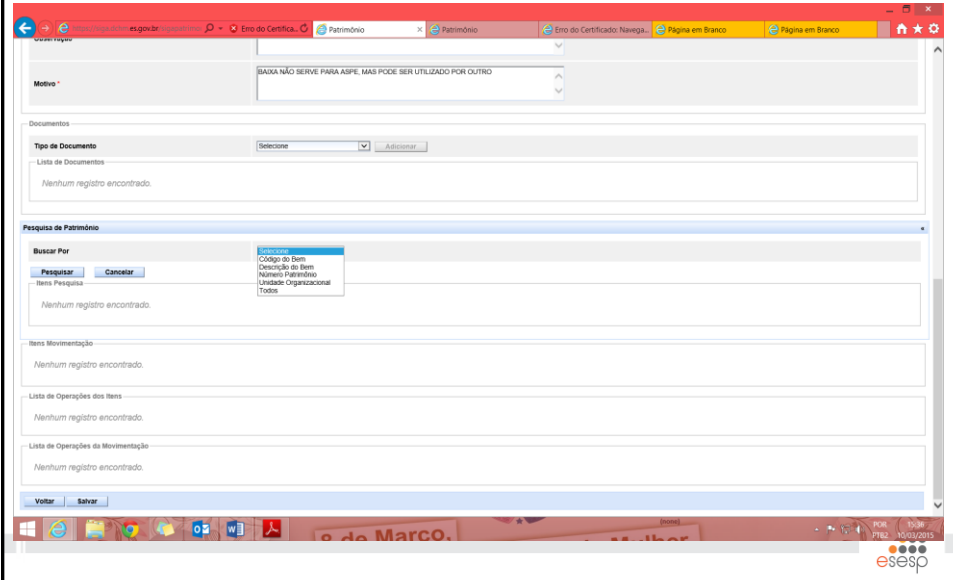 es.gov.br
Erro do Certifica...
Patrimônio
Patrimônio
Erro do Certificado: Navega...
Página em Branco
Página em Branco
Observação
Motivo *
BAIXA NÃO SERVE PARA ASPE, MAS PODE SER UTILIZADO POR OUTRO
Documentos
Tipo de Documento
Selecione
Adicionar
Lista de Documentos
Nenhum registro encontrado.
Pesquisa de Patrimônio
Buscar Por
Selecione
Código do Bem
Descrição do Bem
Número Patrimônio
Unidade Organizacional
Todos
Pesquisar
Cancelar
Itens Pesquisa
Nenhum registro encontrado.
Itens Movimentação
Nenhum registro encontrado.
Lista de Operações dos Itens
Nenhum registro encontrado.
Lista de Operações da Movimentação
Nenhum registro encontrado.
Voltar
Salvar
8 de Março,
Mulher
(none)
POR
PTB2
15:36
10/03/2015
esesp